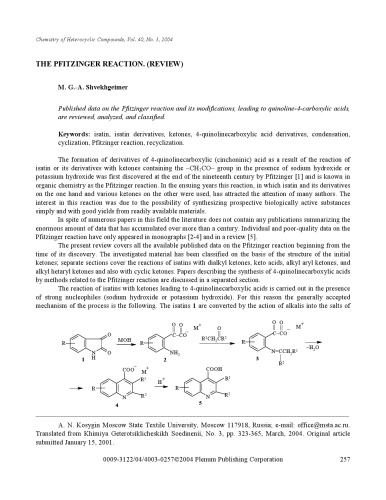 Chemistry of Heterocyclic Compounds, Vol. 40, No. 3, 2004
THE PFITZINGER REACTION. (REVIEW)
M. G.-A. Shvekhgeimer
Published data on the Pfitzinger reaction and its modifications, leading to quinoline-4-carboxylic acids,
are reviewed, analyzed, and classified.
Keywords: isatin, isatin derivatives, ketones, 4-quinolinecarboxylic acid derivatives, condensation,
cyclization, Pfitzinger reaction, recyclization.
The formation of derivatives of 4-quinolinecarboxylic (cinchoninic) acid as a result of the reaction of
isatin or its derivatives with ketones containing the –CH2CO– group in the presence of sodium hydroxide or
potassium hydroxide was first discovered at the end of the nineteenth century by Pfitzinger [1] and is known in
organic chemistry as the Pfitzinger reaction. In the ensuing years this reaction, in which isatin and its derivatives
on the one hand and various ketones on the other were used, has attracted the attention of many authors. The
interest in this reaction was due to the possibility of synthesizing prospective biologically active substances
simply and with good yields from readily available materials.
In spite of numerous papers in this field the literature does not contain any publications summarizing the
enormous amount of data that has accumulated over more than a century. Individual and poor-quality data on the
Pfitzinger reaction have only appeared in monographs [2-4] and in a review [5].
The present review covers all the available published data on the Pfitzinger reaction beginning from the
time of its discovery. The investigated material has been classified on the basis of the structure of the initial
ketones; separate sections cover the reactions of isatins with dialkyl ketones, keto acids, alkyl aryl ketones, and
alkyl hetaryl ketones and also with cyclic ketones. Papers describing the synthesis of 4-quinolinecarboxylic acids
by methods related to the Pfitzinger reaction are discussed in a separated section.
The reaction of isatins with ketones leading to 4-quinolinecarboxylic acids is carried out in the presence
of strong nucleophiles (sodium hydroxide or potassium hydroxide). For this reason the generally accepted
mechanism of the process is the following. The isatins 1 are converted by the action of alkalis into the salts of
R O O N H 1 MOH R O O C–CO – M+ NH2 2 O R1CH2CR2 R O O C–CO – M+ N=CCH2R1 R2 3 –H2O
COO – M+ R R1 N R2 4 H+ COOH R R1 N R2 5
A. N. Kosygin Moscow State Textile University, Moscow 117918, Russia; e-mail: office@msta.ac.ru.
Translated from Khimiya Geterotsiklicheskikh Soedinenii, No. 3, pp. 323-365, March, 2004. Original article
submitted January 15, 2001.
0009-3122/04/4003-0257©2004 Plenum Publishing Corporation 257